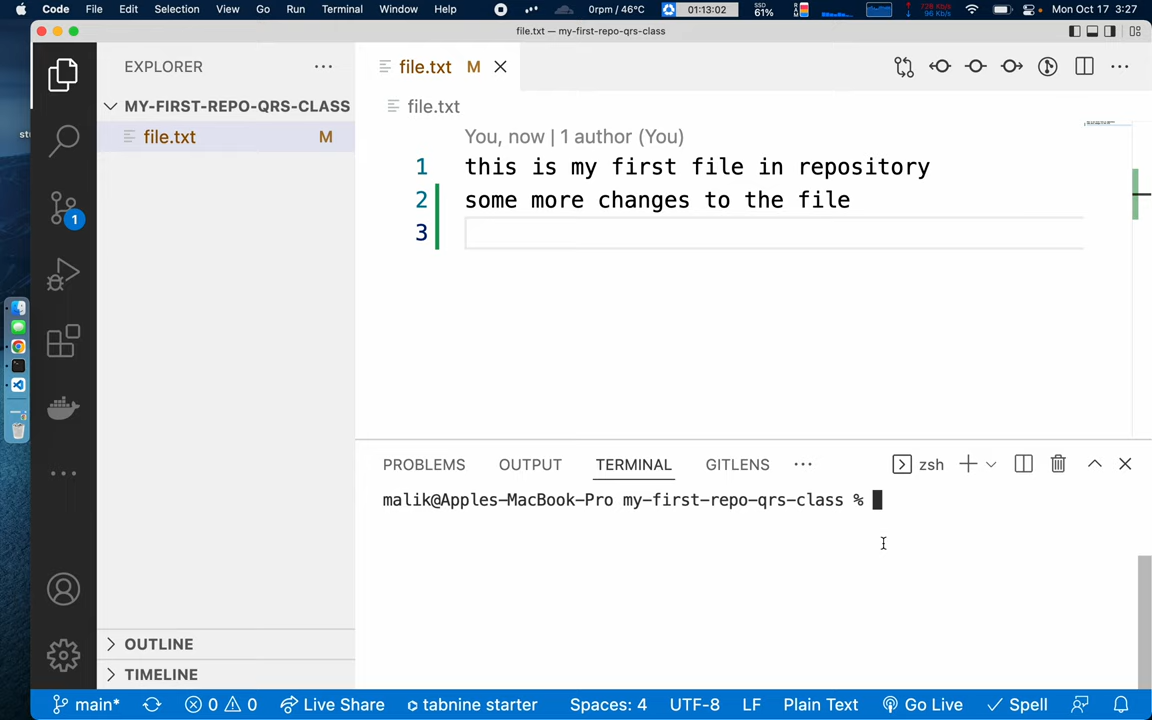 Code File Edit Selection View Go Run Terminal Window Help 0rpm / 46°C 01:13:02 SSD 61% Mon Oct 17 3:27
file.txt — my-first-repo-qrs-class
EXPLORER
file.txt M
MY-FIRST-REPO-QRS-CLASS
file.txt M
file.txt
You, now | 1 author (You)
1 this is my first file in repository
2 some more changes to the file
3
1
PROBLEMS OUTPUT TERMINAL GITLENS zsh
malik@Apples-MacBook-Pro my-first-repo-qrs-class %
OUTLINE
TIMELINE
main* 0 0 Live Share tabnine starter Spaces: 4 UTF-8 LF Plain Text Go Live Spell